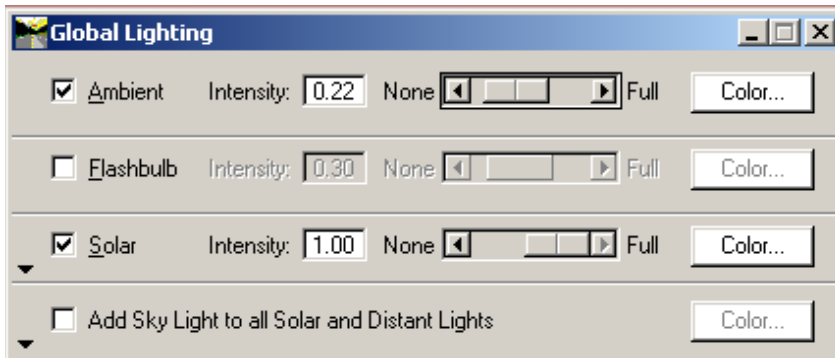 Global Lighting
Ambient Intensity: 0.22 None Full Color...
Flashbulb Intensity: 0.30 None Full Color...
Solar Intensity: 1.00 None Full Color...
Add Sky Light to all Solar and Distant Lights Color...